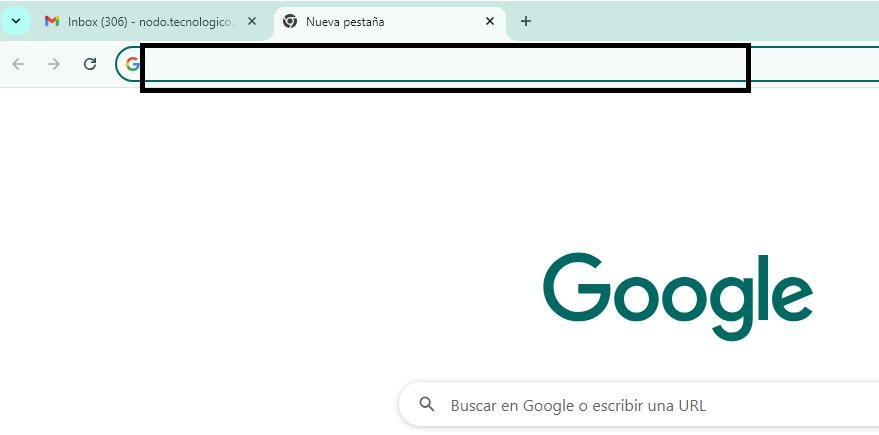 Inbox (306) - nodo.tecnologico.
Nueva pestaña
Google
Buscar en Google o escribir una URL